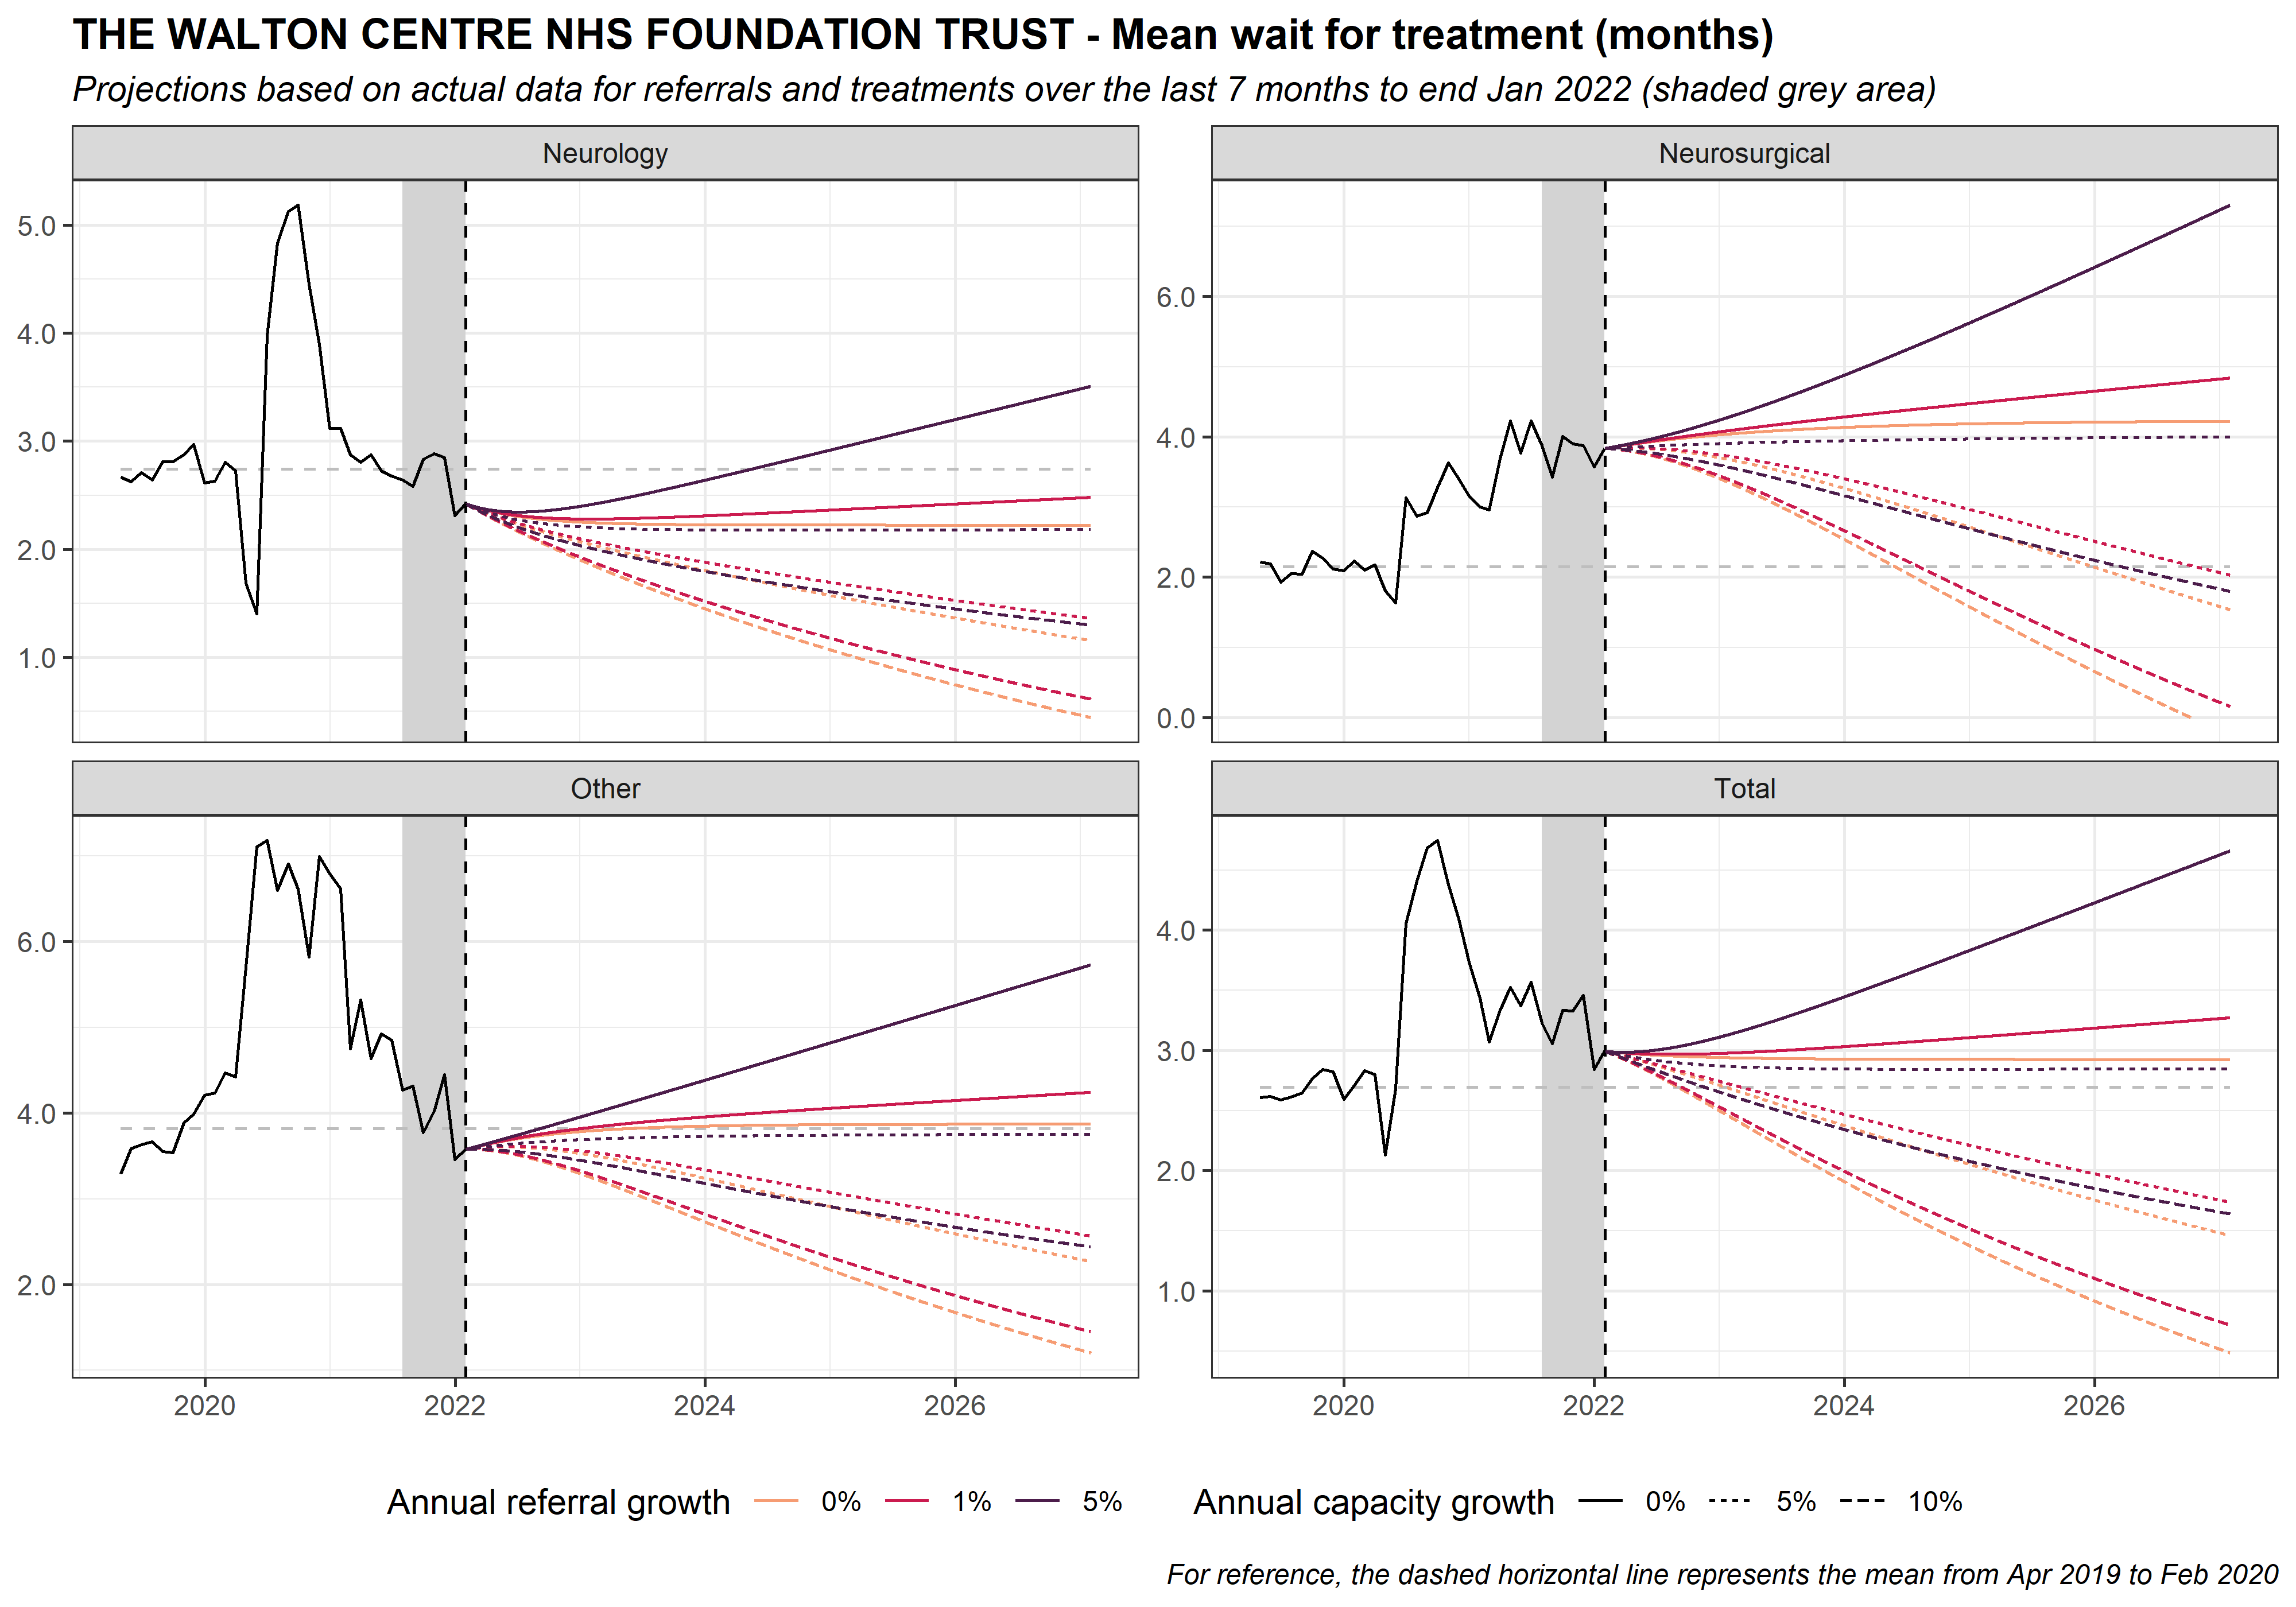 THE WALTON CENTRE NHS FOUNDATION TRUST - Mean wait for treatment (months)
Projections based on actual data for referrals and treatments over the last 7 months to end Jan 2022 (shaded grey area)
Neurology
5.0
4.0
3.0
2.0
1.0
Neurosurgical
6.0
4.0
2.0
0.0
Other
6.0
4.0
2.0
2020 2022 2024 2026
Total
4.0
3.0
2.0
1.0
2020 2022 2024 2026
Annual referral growth 0% 1% 5%
Annual capacity growth 0% 5% 10%
For reference, the dashed horizontal line represents the mean from Apr 2019 to Feb 2020